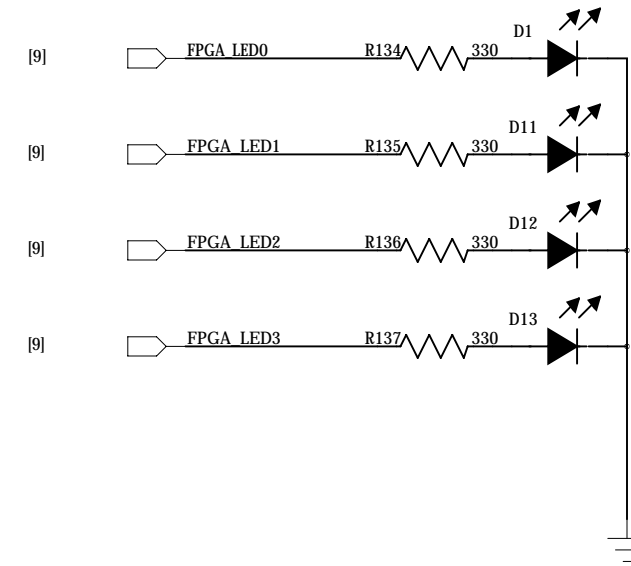 D1
[9] FPGA_LED0 R134 330
D11
[9] FPGA_LED1 R135 330
D12
[9] FPGA_LED2 R136 330
D13
[9] FPGA_LED3 R137 330